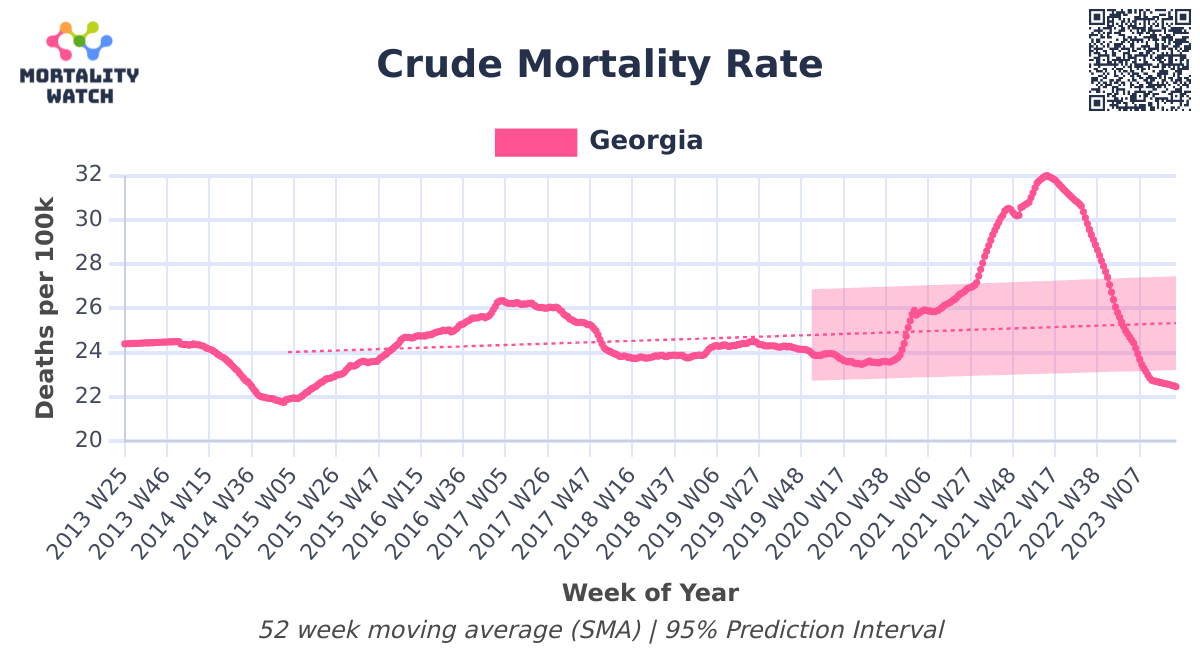 MORTALITY
WATCH
Crude Mortality Rate
Georgia
Deaths per 100k
32
30
28
26
24
22
20
2013 W25
2013 W46
2014 W15
2014 W36
2015 W05
2015 W26
2015 W47
2016 W15
2016 W36
2017 W05
2017 W26
2017 W47
2018 W16
2018 W37
2019 W06
2019 W27
2019 W48
2020 W17
2020 W38
2021 W06
2021 W27
2021 W48
2022 W17
2022 W38
2023 W07
Week of Year
52 week moving average (SMA) | 95% Prediction Interval